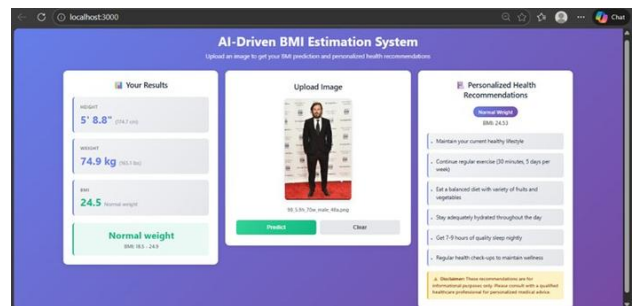 localhost:3000
Chat
AI-Driven BMI Estimation System
Upload an image to get your BMI prediction and personalized health recommendations
Your Results
HEIGHT
5' 8.8" (174.7 cm)
WEIGHT
74.9 kg
BMI
24.5 Normal weight
Normal weight
BMI: 18.5 - 24.9
Upload Image
Predict
Clear
Personalized Health
Recommendations
Normal Weight
BMI: 24.53
Maintain your current healthy lifestyle
Continue regular exercise (30 minutes, 5 days per
week)
Eat a balanced diet with variety of fruits and
vegetables
Stay adequately hydrated throughout the day
Get 7-9 hours of quality sleep nightly
Regular health check-ups to maintain wellness
Disclaimer: These recommendations are for
informational purposes only. Please consult with a qualified
healthcare professional for personalized medical advice.